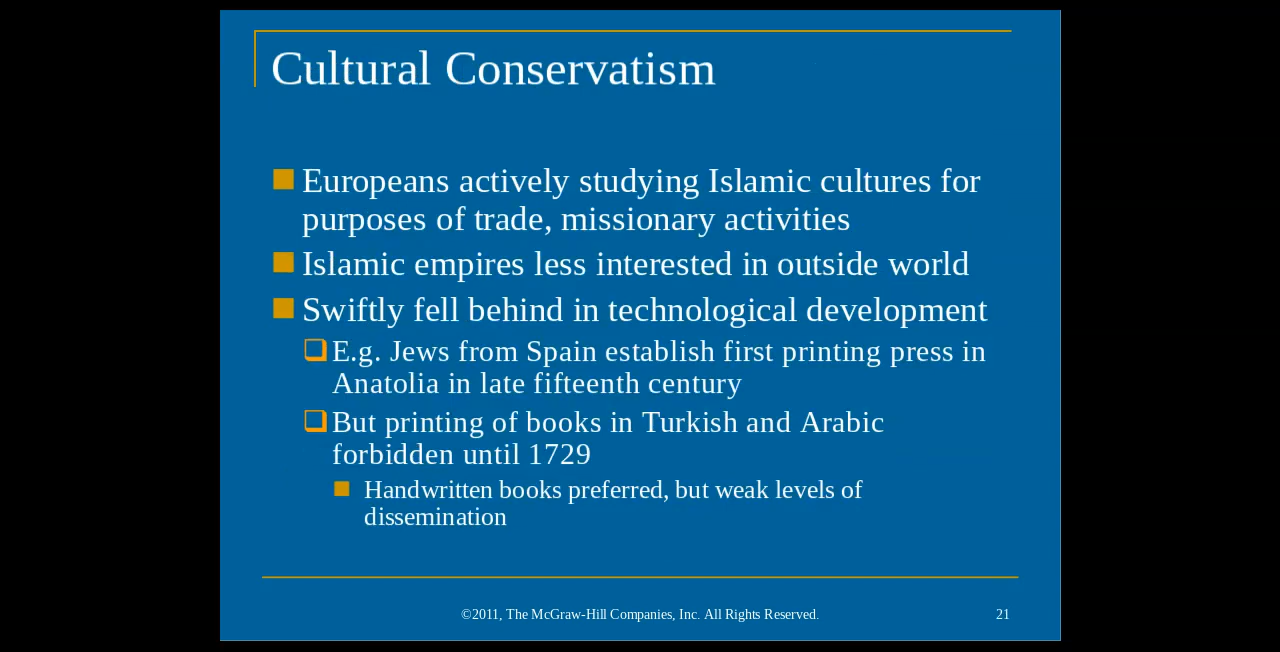 Cultural Conservatism
Europeans actively studying Islamic cultures for
purposes of trade, missionary activities
Islamic empires less interested in outside world
Swiftly fell behind in technological development
E.g. Jews from Spain establish first printing press in
Anatolia in late fifteenth century
But printing of books in Turkish and Arabic
forbidden until 1729
Handwritten books preferred, but weak levels of
dissemination
©2011, The McGraw-Hill Companies, Inc. All Rights Reserved.
21